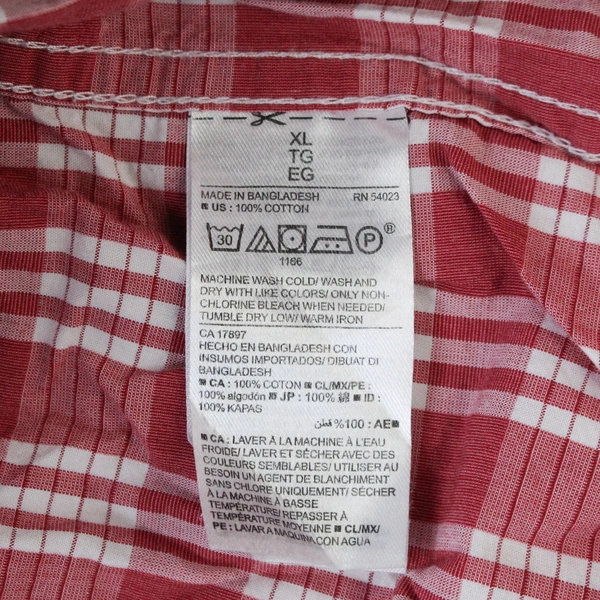 XL
TG
EG
MADE IN BANGLADESH RN 54023
US : 100% COTTON
30 P ®
1166
MACHINE WASH COLD/ WASH AND
DRY WITH LIKE COLORS/ ONLY NON-
CHLORINE BLEACH WHEN NEEDED/
TUMBLE DRY LOW/ WARM IRON
CA 17897
HECHO EN BANGLADESH CON
INSUMOS IMPORTADOS/ DIBUAT DI
BANGLADESH
CA : 100% COTON CL/MX/PE :
100% algodón JP : 100% 綿 ID :
100% KAPAS
AE : 100% قطن
CA : LAVER À LA MACHINE À L'EAU
FROIDE/ LAVER ET SÉCHER AVEC DES
COULEURS SEMBLABLES/ UTILISER AU
BESOIN UN AGENT DE BLANCHIMENT
SANS CHLORE UNIQUEMENT/ SÉCHER
À LA MACHINE À BASSE
TEMPÉRATURE/ REPASSER À
TEMPÉRATURE MOYENNE CL/MX/
PE : LAVAR A MAQUINA CON AGUA